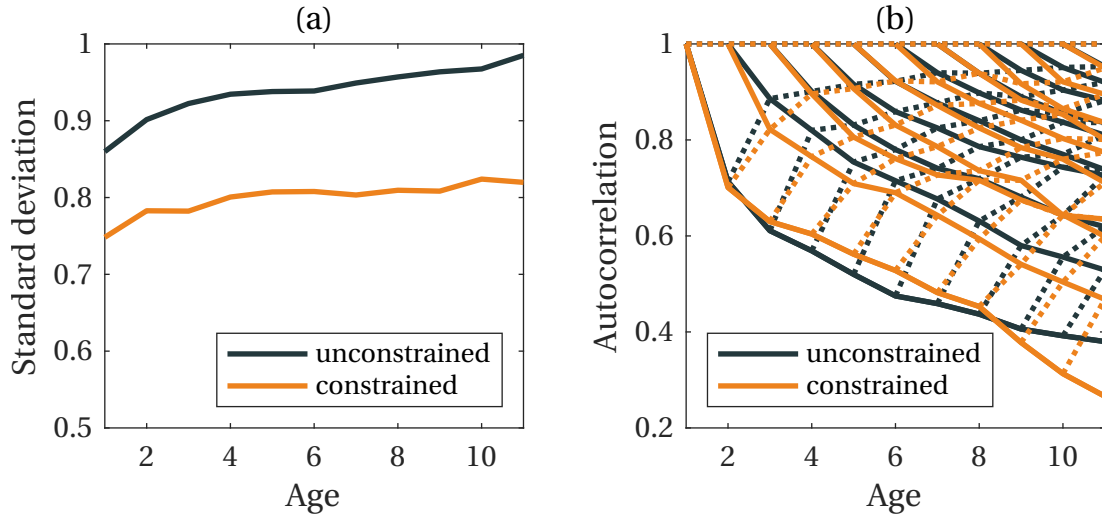 (a)
1
0.9
0.8
0.7
0.6
0.5
2 4 6 8 10
Standard deviation
Age
unconstrained
constrained
(b)
1
0.8
0.6
0.4
0.2
2 4 6 8 10
Autocorrelation
Age
unconstrained
constrained